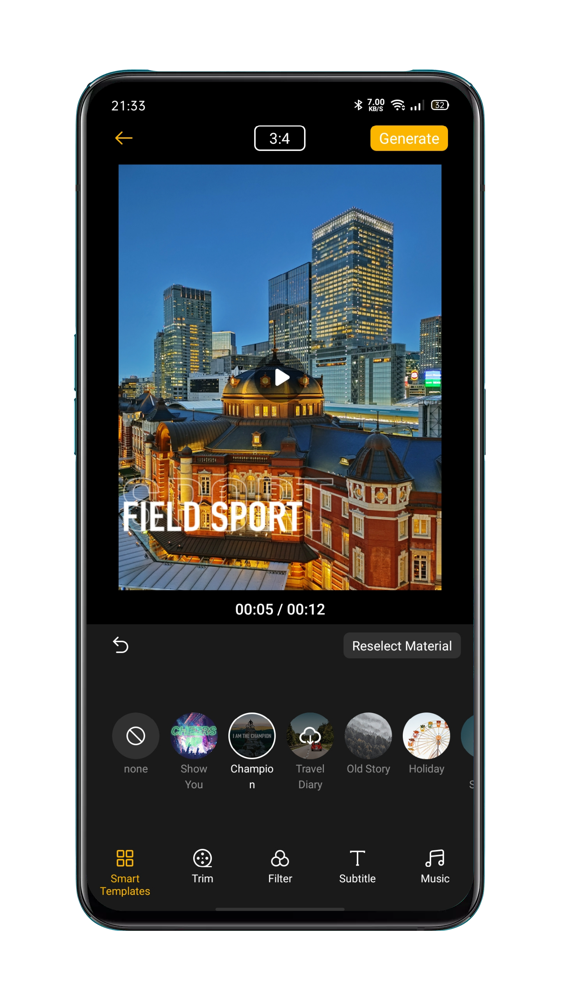 21:33
7.00
KB/S
32
3:4
Generate
SPORT
FIELD SPORT
00:05 / 00:12
Reselect Material
CHEERS
UP
I AM THE CHAMPION
none
Show
You
Champio
n
Travel
Diary
Old Story
Holiday
S
Smart
Templates
Trim
Filter
Subtitle
Music